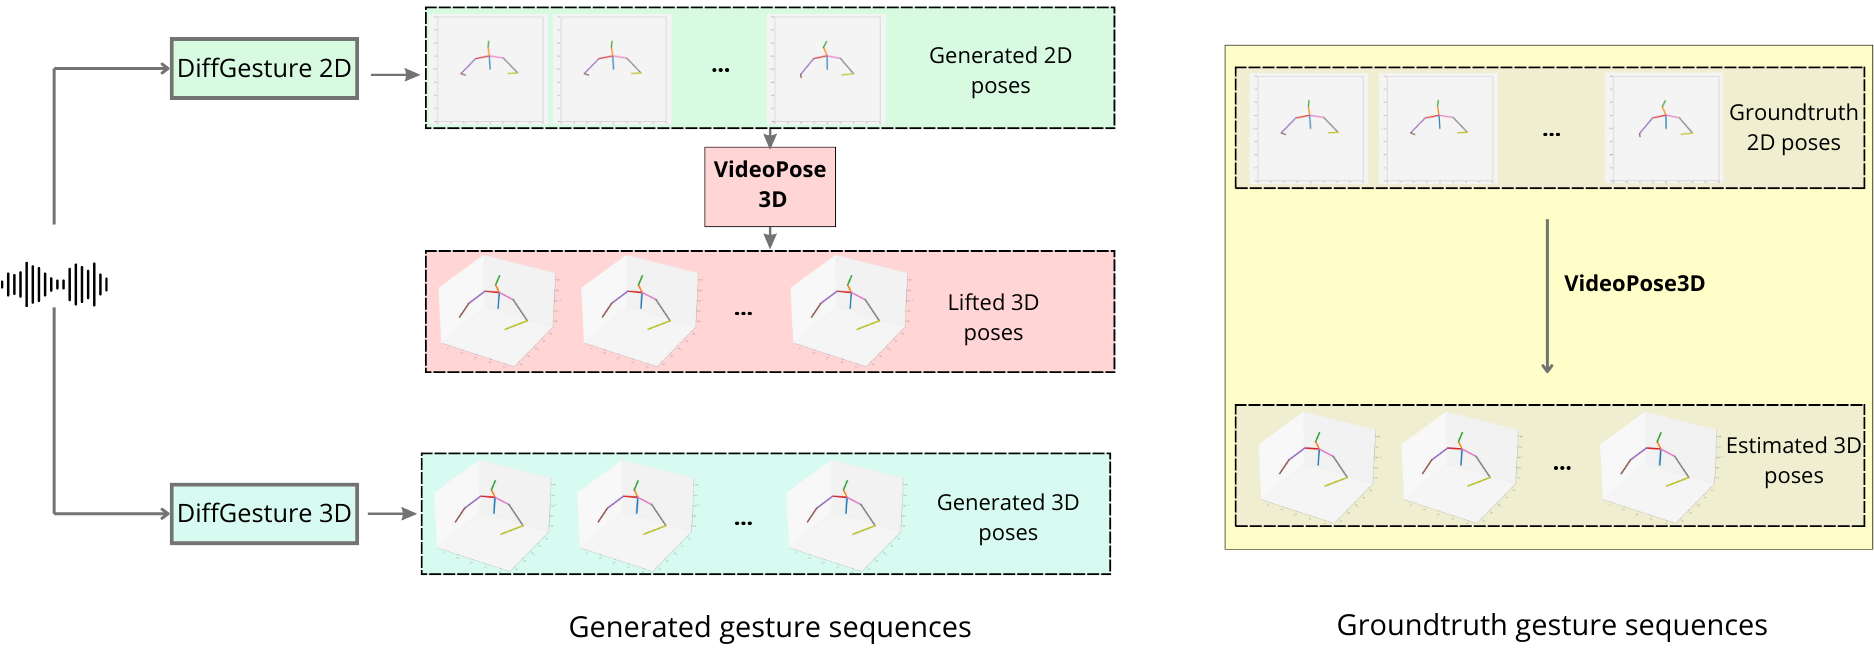 DiffGesture 2D
...
Generated 2D
poses
VideoPose
3D
...
Lifted 3D
poses
DiffGesture 3D
...
Generated 3D
poses
Generated gesture sequences
...
Groundtruth
2D poses
VideoPose3D
...
Estimated 3D
poses
Groundtruth gesture sequences